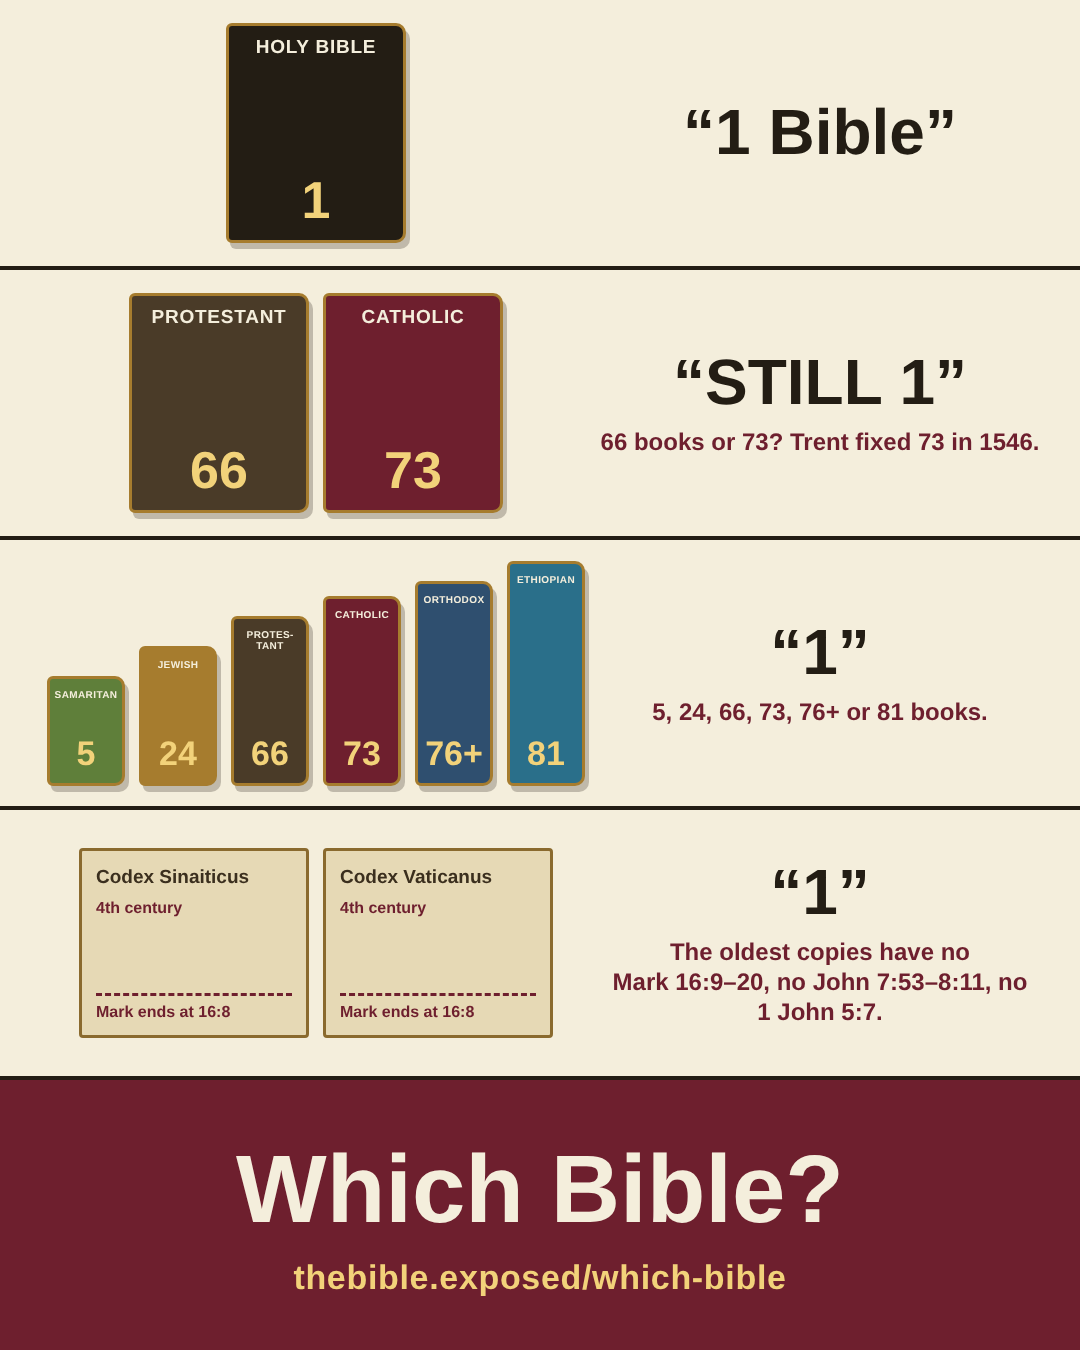 HOLY BIBLE
1
“1 Bible”
PROTESTANT
66
CATHOLIC
73
“STILL 1”
66 books or 73? Trent fixed 73 in 1546.
SAMARITAN
5
JEWISH
24
PROTES-
TANT
66
CATHOLIC
73
ORTHODOX
76+
ETHIOPIAN
81
“1”
5, 24, 66, 73, 76+ or 81 books.
Codex Sinaiticus
4th century
Mark ends at 16:8
Codex Vaticanus
4th century
Mark ends at 16:8
“1”
The oldest copies have no
Mark 16:9–20, no John 7:53–8:11, no
1 John 5:7.
Which Bible?
thebible.exposed/which-bible